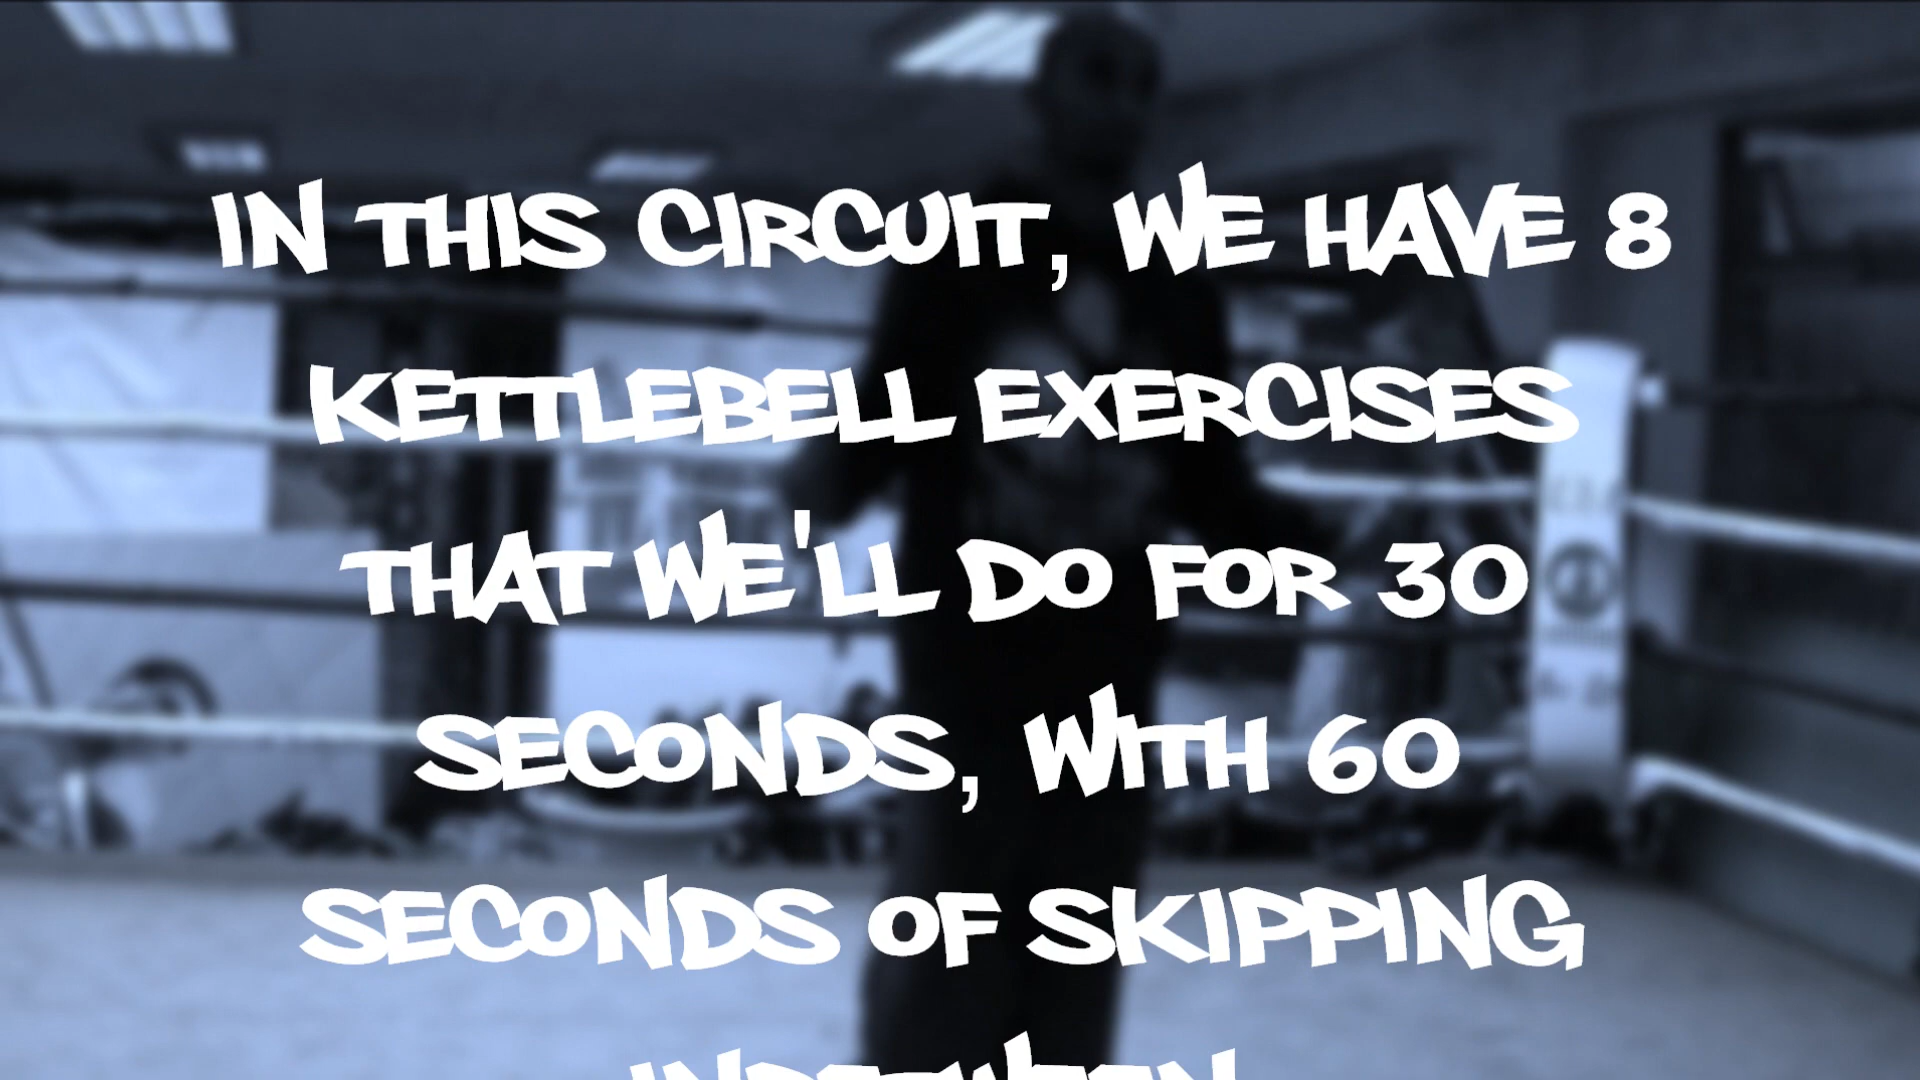 IN THIS CIRCUIT, WE HAVE 8
KETTLEBELL EXERCISES
THAT WE'LL DO FOR 30
SECONDS, WITH 60
SECONDS OF SKIPPING